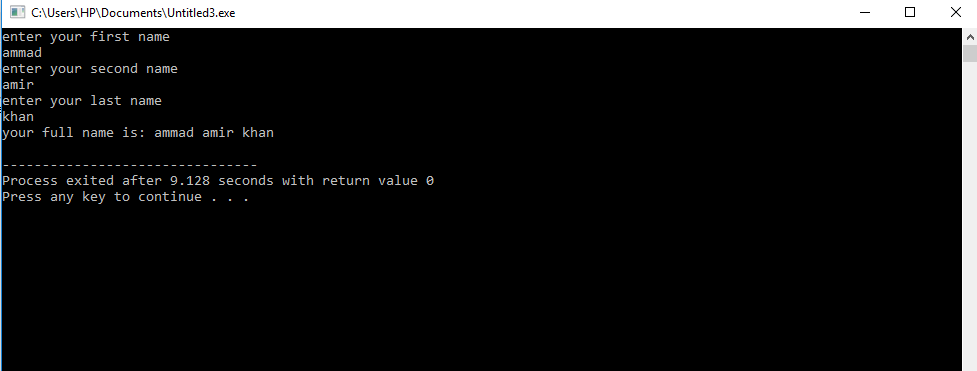 C:\Users\HP\Documents\Untitled3.exe
enter your first name
ammad
enter your second name
amir
enter your last name
khan
your full name is: ammad amir khan
--------------------------------
Process exited after 9.128 seconds with return value 0
Press any key to continue . . .